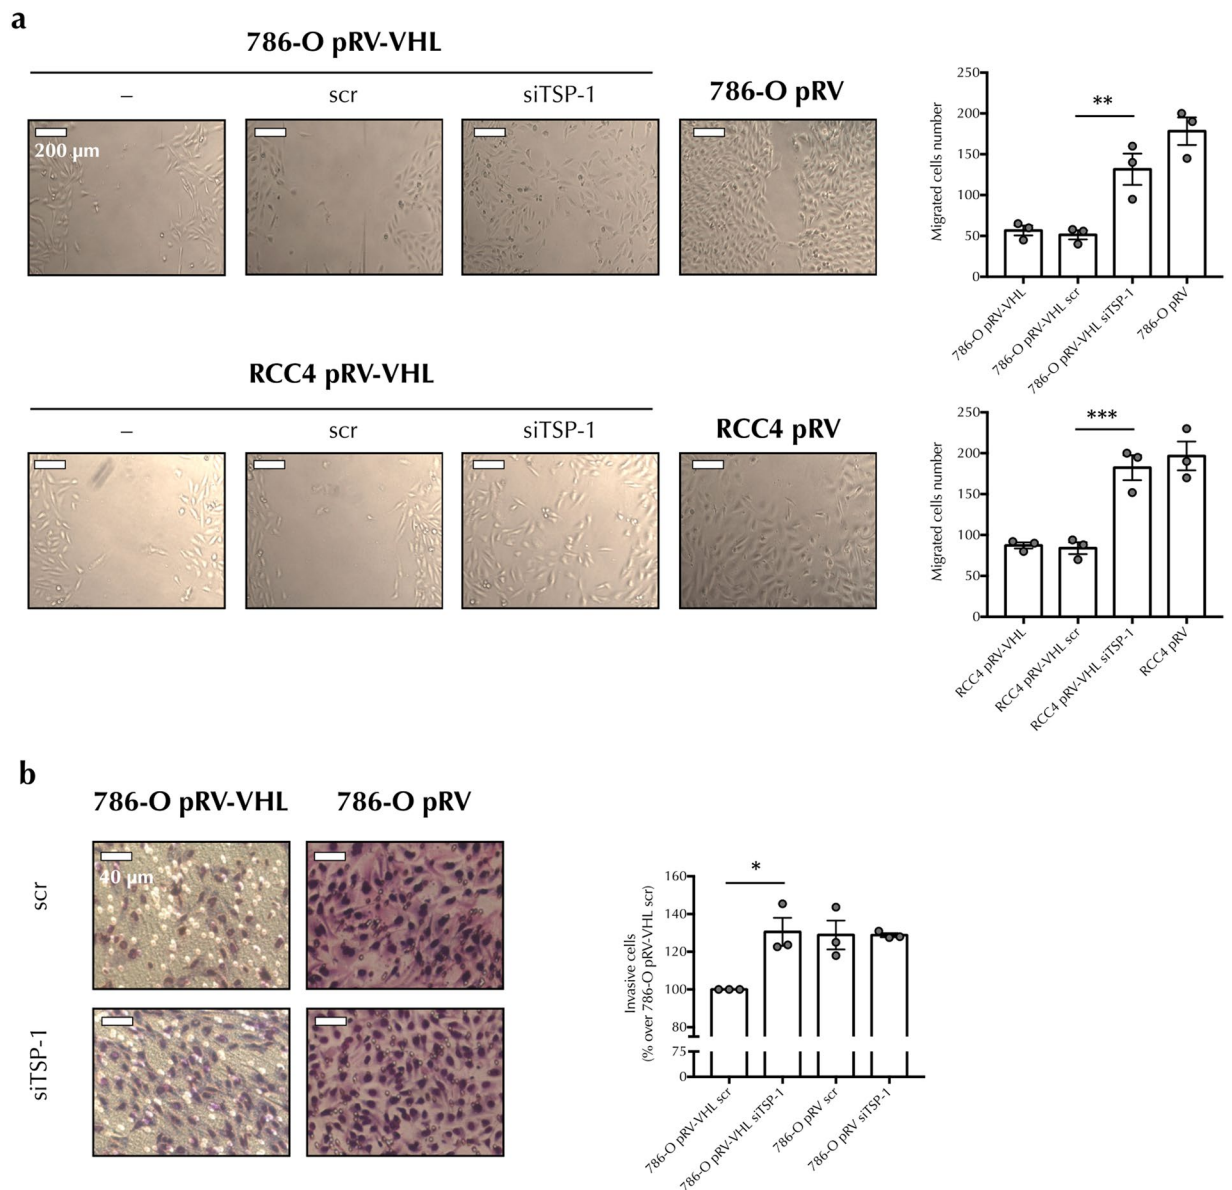 a
786-O pRV-VHL
–
scr
siTSP-1
786-O pRV
200 µm
Migrated cells number
250
200
150
100
50
0
**
786-O pRV-VHL
786-O pRV-VHL scr
786-O pRV-VHL siTSP-1
786-O pRV
RCC4 pRV-VHL
–
scr
siTSP-1
RCC4 pRV
Migrated cells number
250
200
150
100
50
0
***
RCC4 pRV-VHL
RCC4 pRV-VHL scr
RCC4 pRV-VHL siTSP-1
RCC4 pRV
b
786-O pRV-VHL
786-O pRV
scr
40 µm
siTSP-1
Invasive cells
(% over 786-O pRV-VHL scr)
160
140
120
100
80
75
0
*
786-O pRV-VHL scr
786-O pRV-VHL siTSP-1
786-O pRV scr
786-O pRV siTSP-1